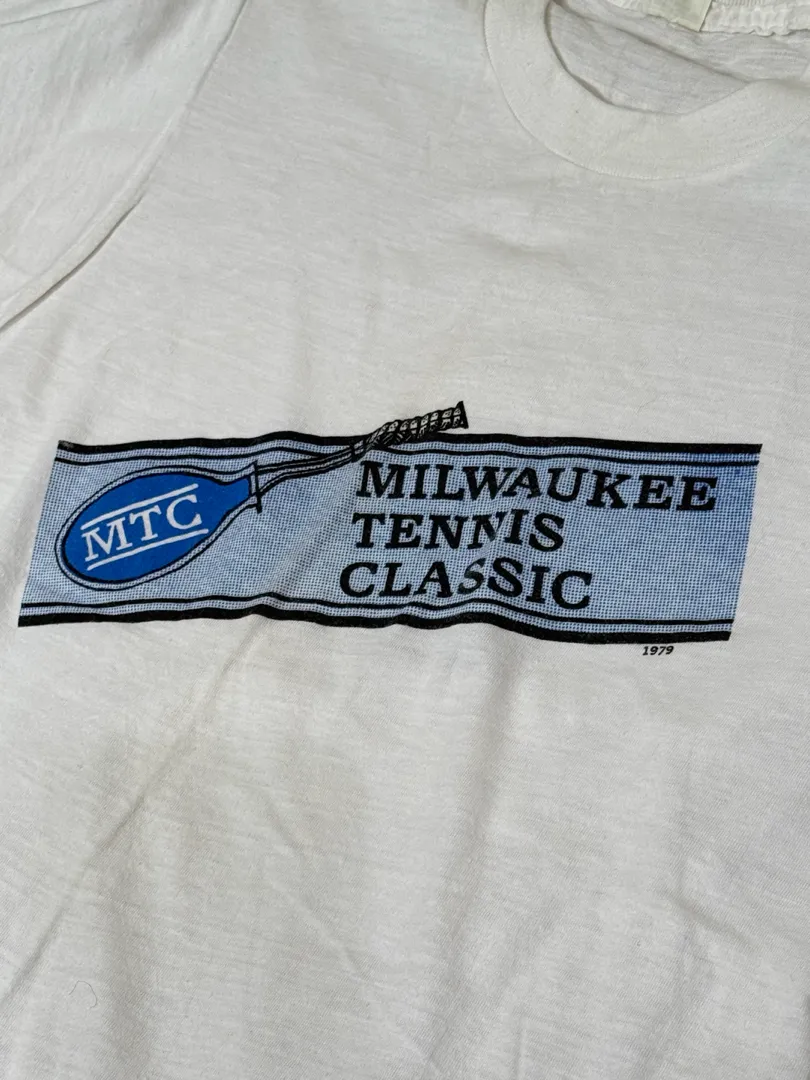 MTC
MILWAUKEE
TENNIS
CLASSIC
1979